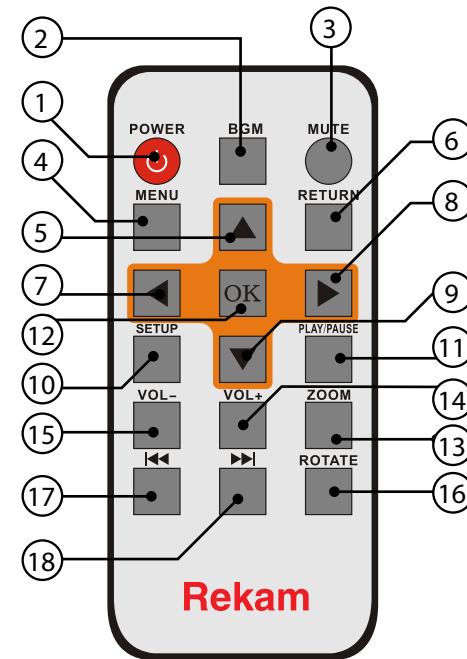 2
3
1
POWER
BGM
MUTE
6
4
MENU
RETURN
8
5
7
OK
9
12
SETUP
PLAY/PAUSE
11
10
VOL–
VOL+
ZOOM
14
15
13
ROTATE
17
16
18
Rekam